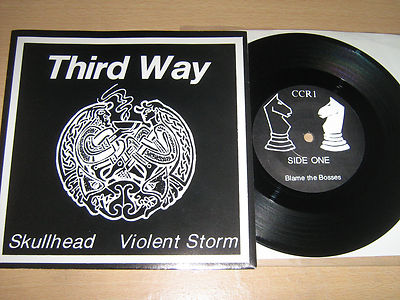 Third Way
Skullhead Violent Storm
CCR1
SIDE ONE
Blame the Bosses